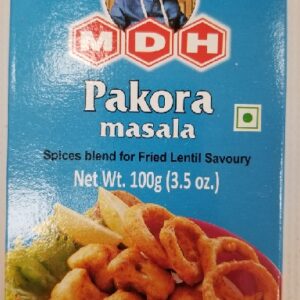 MDH
Pakora
masala
Spices blend for Fried Lentil Savoury
Net Wt. 100g (3.5 oz.)